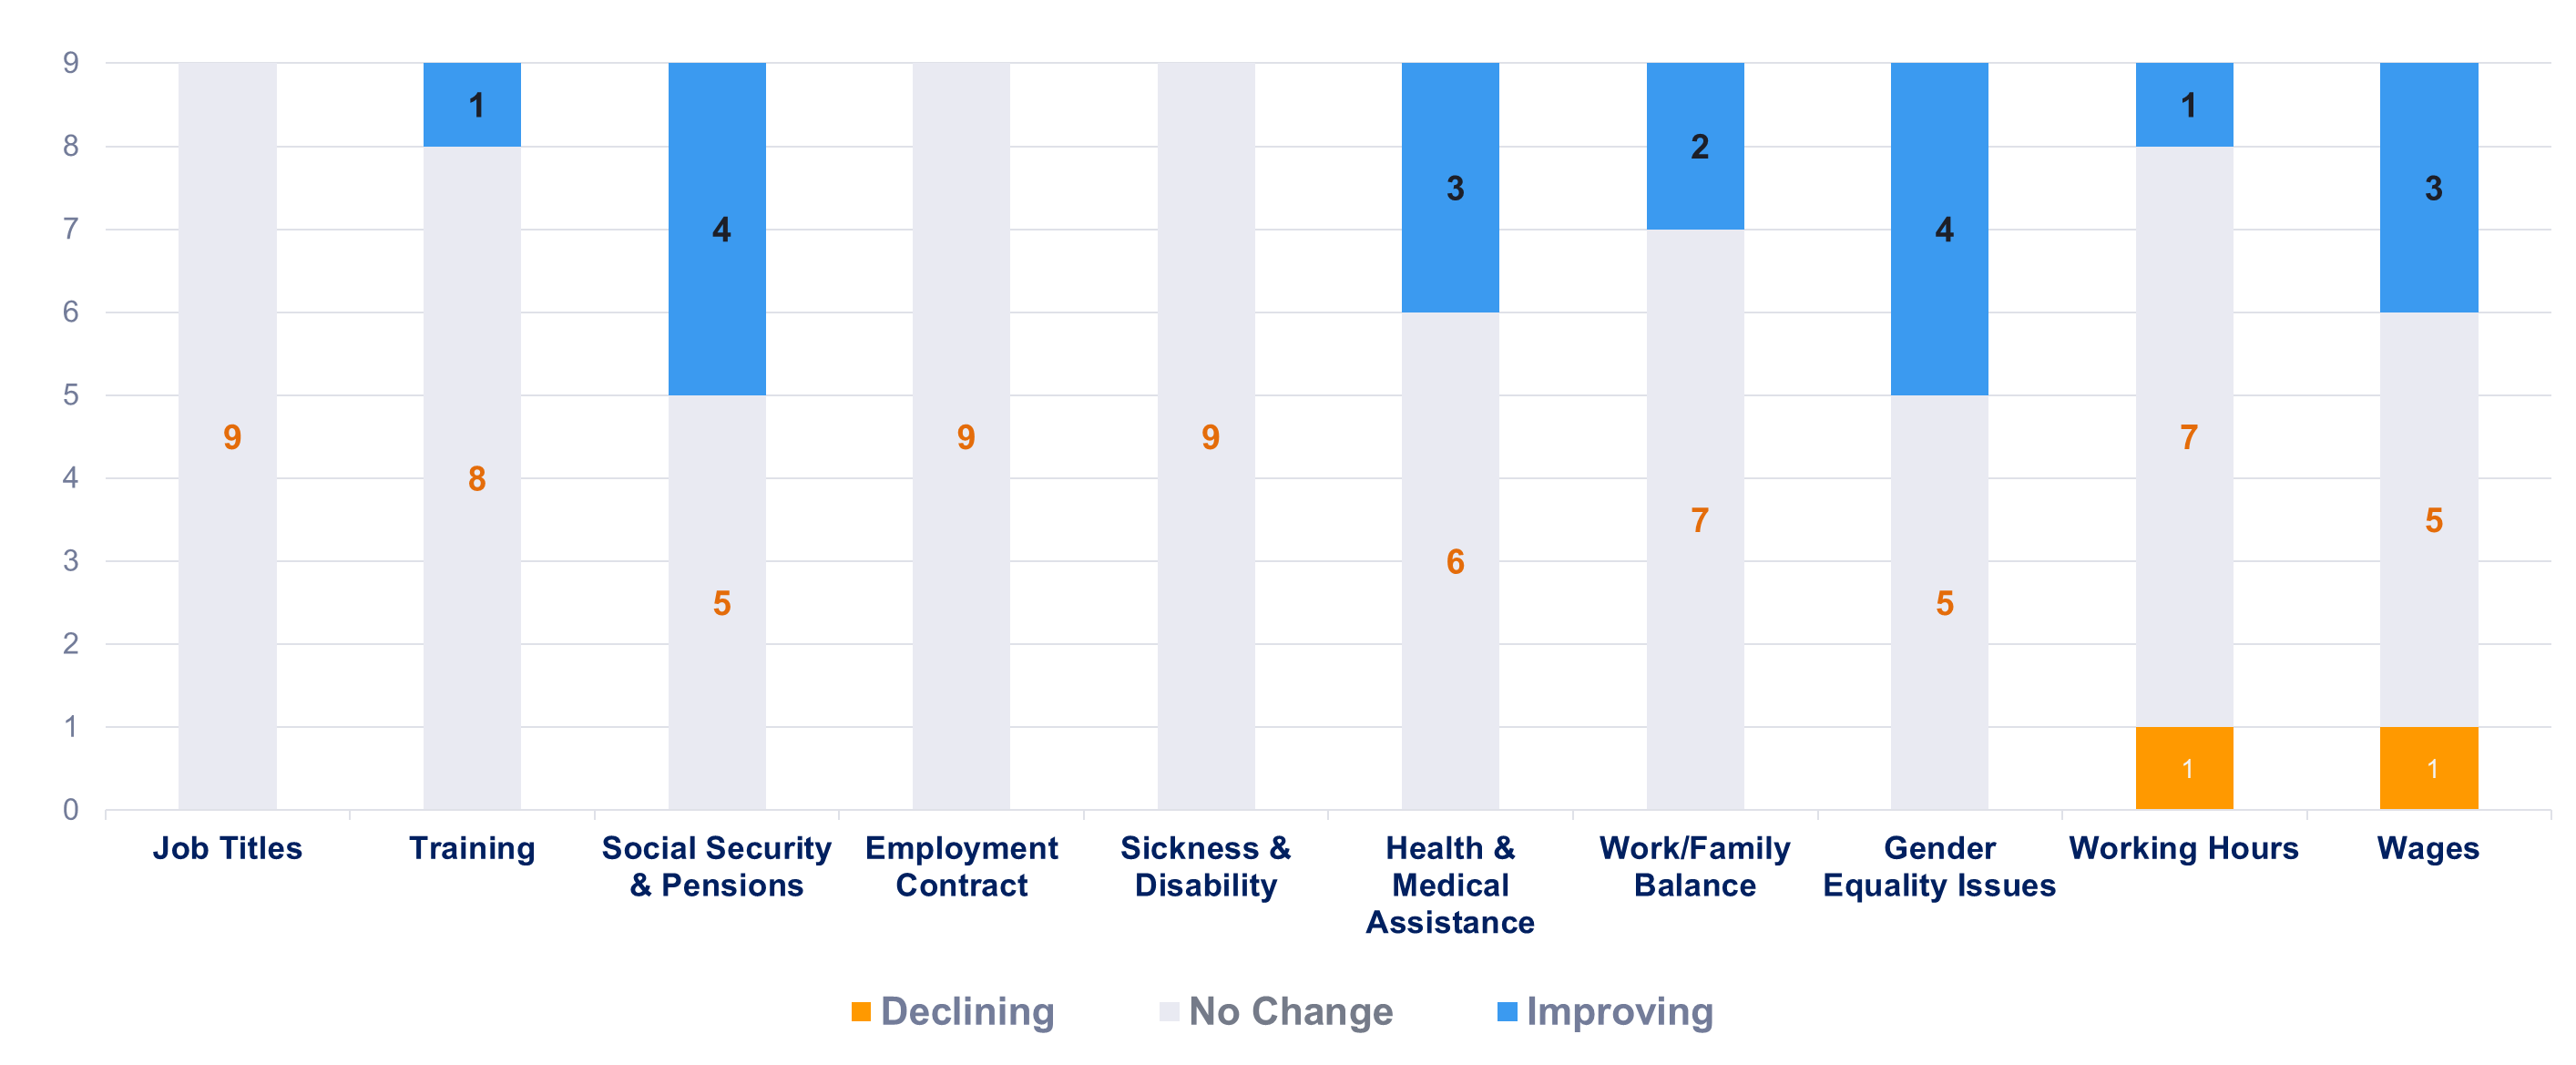 9
8
7
6
5
4
3
2
1
0
9
1
8
4
5
9
9
3
6
2
7
4
5
1
7
1
3
5
1
Job Titles
Training
Social Security
& Pensions
Employment
Contract
Sickness &
Disability
Health &
Medical
Assistance
Work/Family
Balance
Gender
Equality Issues
Working Hours
Wages
Declining
No Change
Improving